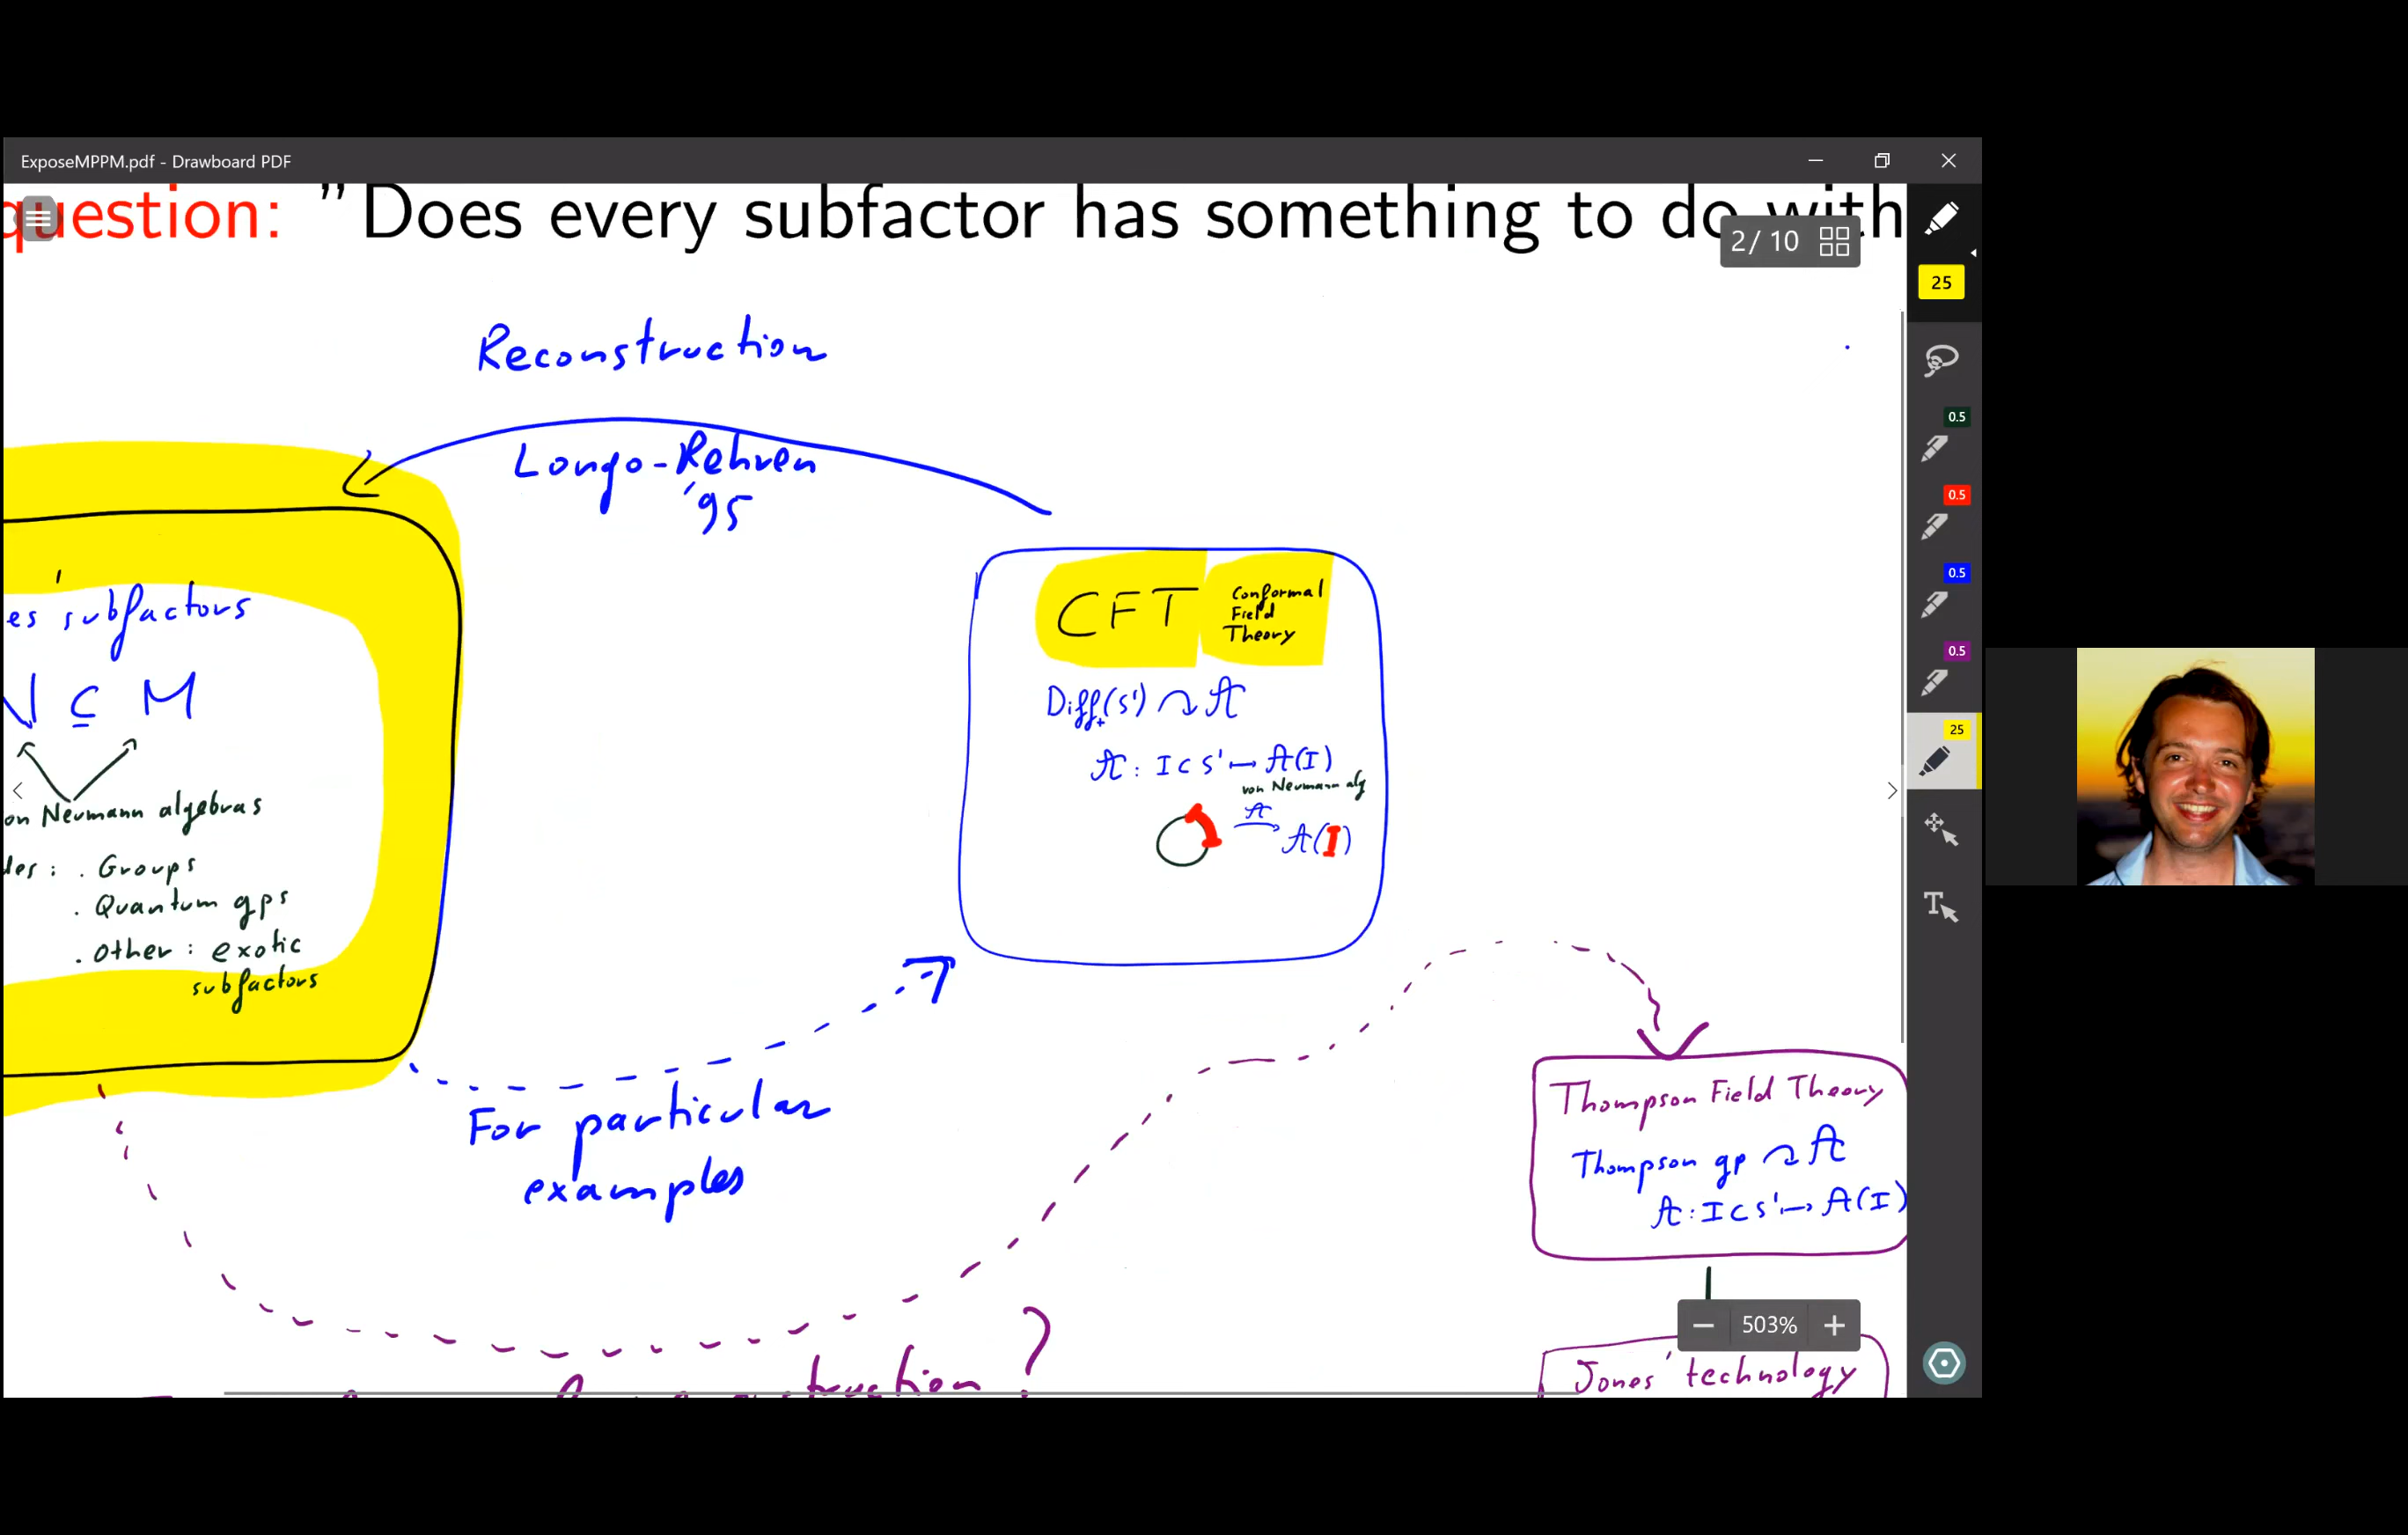 ExposeMPPM.pdf - Drawboard PDF
question: "Does every subfactor has something to do with
2/ 10
25
Reconstruction
Longo-Rehren
'95
0.5
0.5
0.5
0.5
25
es subfactors
N ⊆ M
on Neumann algebras
les : . Groups
. Quantum gps
. Other : exotic
subfactors
CFT
Conformal
Field
Theory
Diff₊(S¹) ↷ 𝒜
𝒜 : I ⊂ S¹ ↦ 𝒜(I)
von Neumann alg
𝒜
→ 𝒜(I)
For particular
examples
Thompson Field Theory
Thompson gp ↷ 𝒜
𝒜 : I ⊂ S¹ ↦ 𝒜(I)
503%
Jones' technology
?